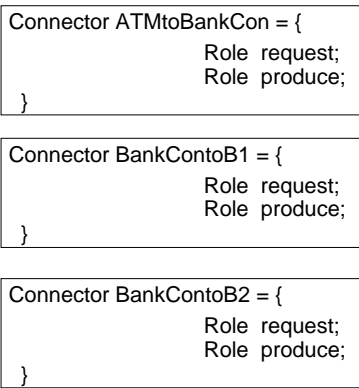 Connector ATMtoBankCon = {
Role request;
Role produce;
}
Connector BankContoB1 = {
Role request;
Role produce;
}
Connector BankContoB2 = {
Role request;
Role produce;
}